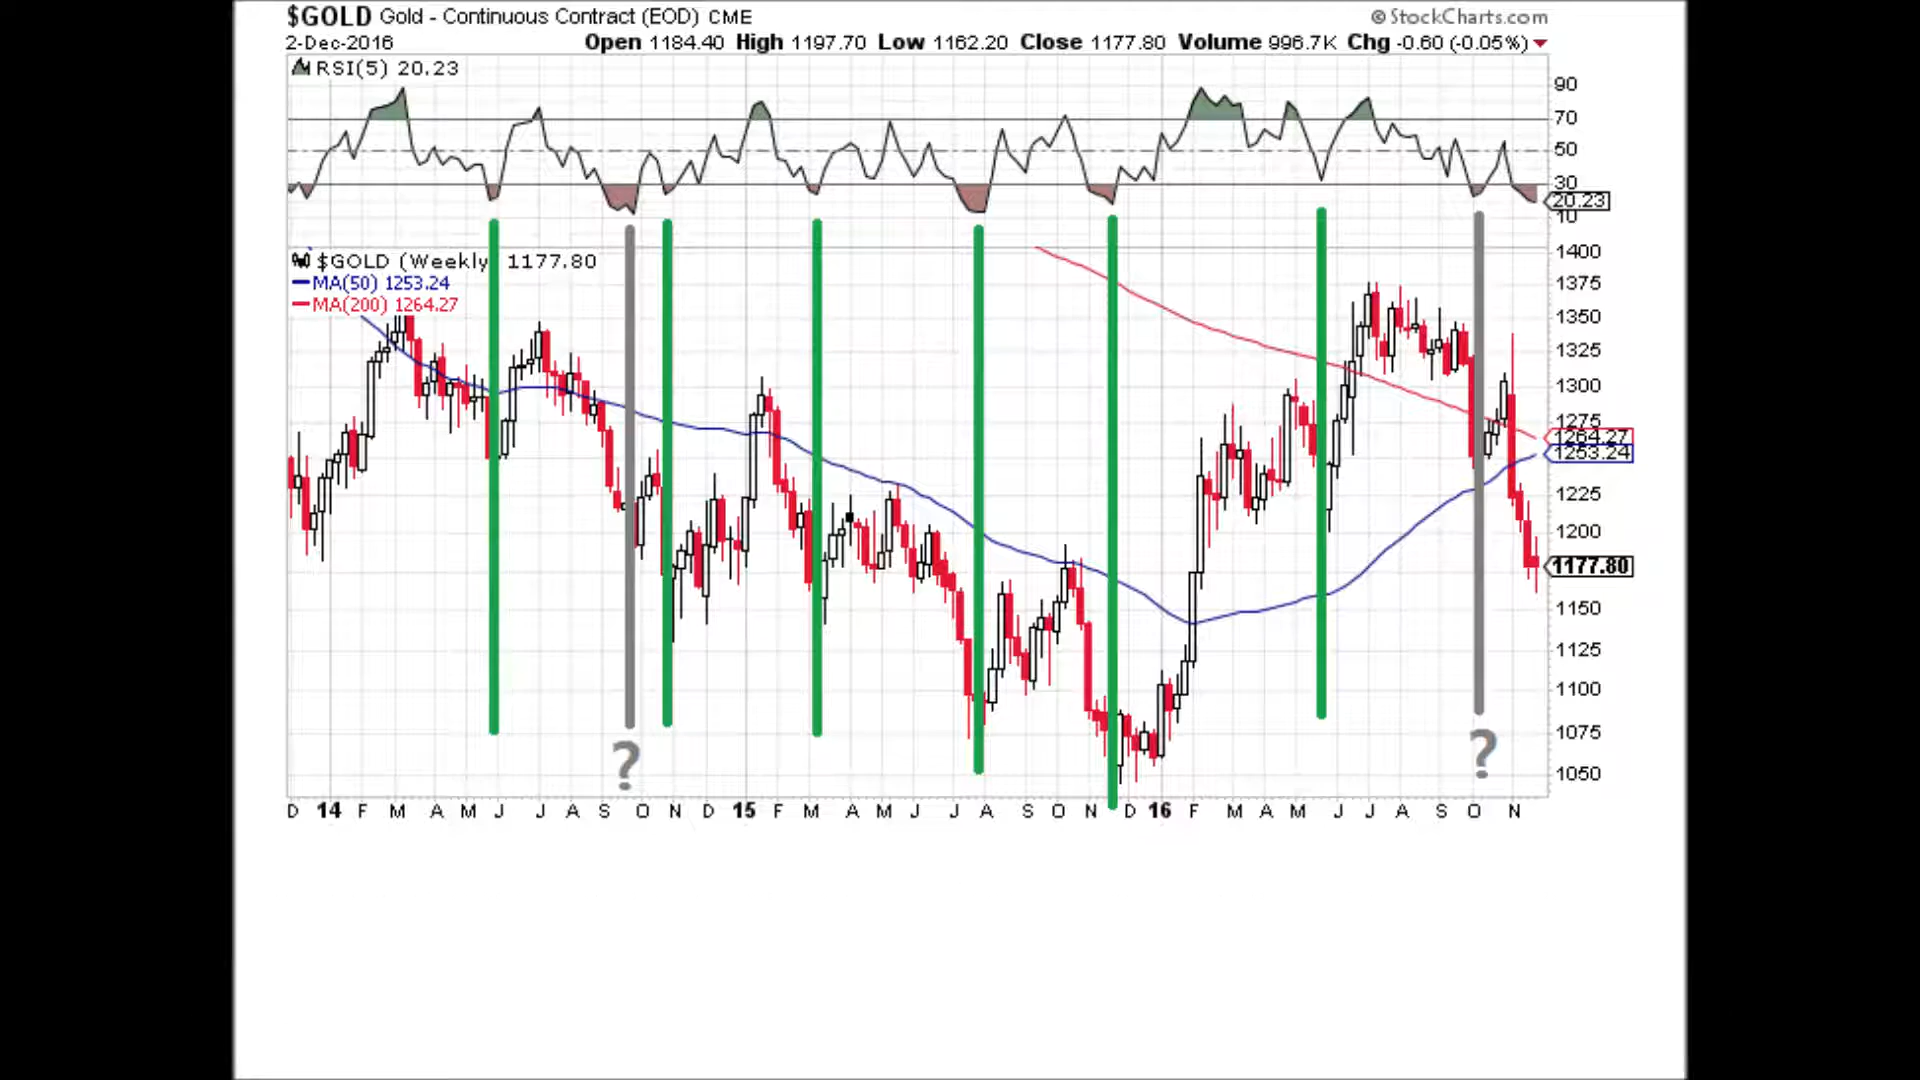 $GOLD Gold - Continuous Contract (EOD) CME
© StockCharts.com
2-Dec-2016
Open 1184.40 High 1197.70 Low 1162.20 Close 1177.80 Volume 996.7K Chg -0.60 (-0.05%)
RSI(5) 20.23
90
70
50
30
20.23
10
$GOLD (Weekly) 1177.80
MA(50) 1253.24
MA(200) 1264.27
1400
1375
1350
1325
1300
1275
1264.27
1253.24
1225
1200
1177.80
1150
1125
1100
1075
1050
? ?
D 14 F M A M J J A S O N D 15 F M A M J J A S O N D 16 F M A M J J A S O N